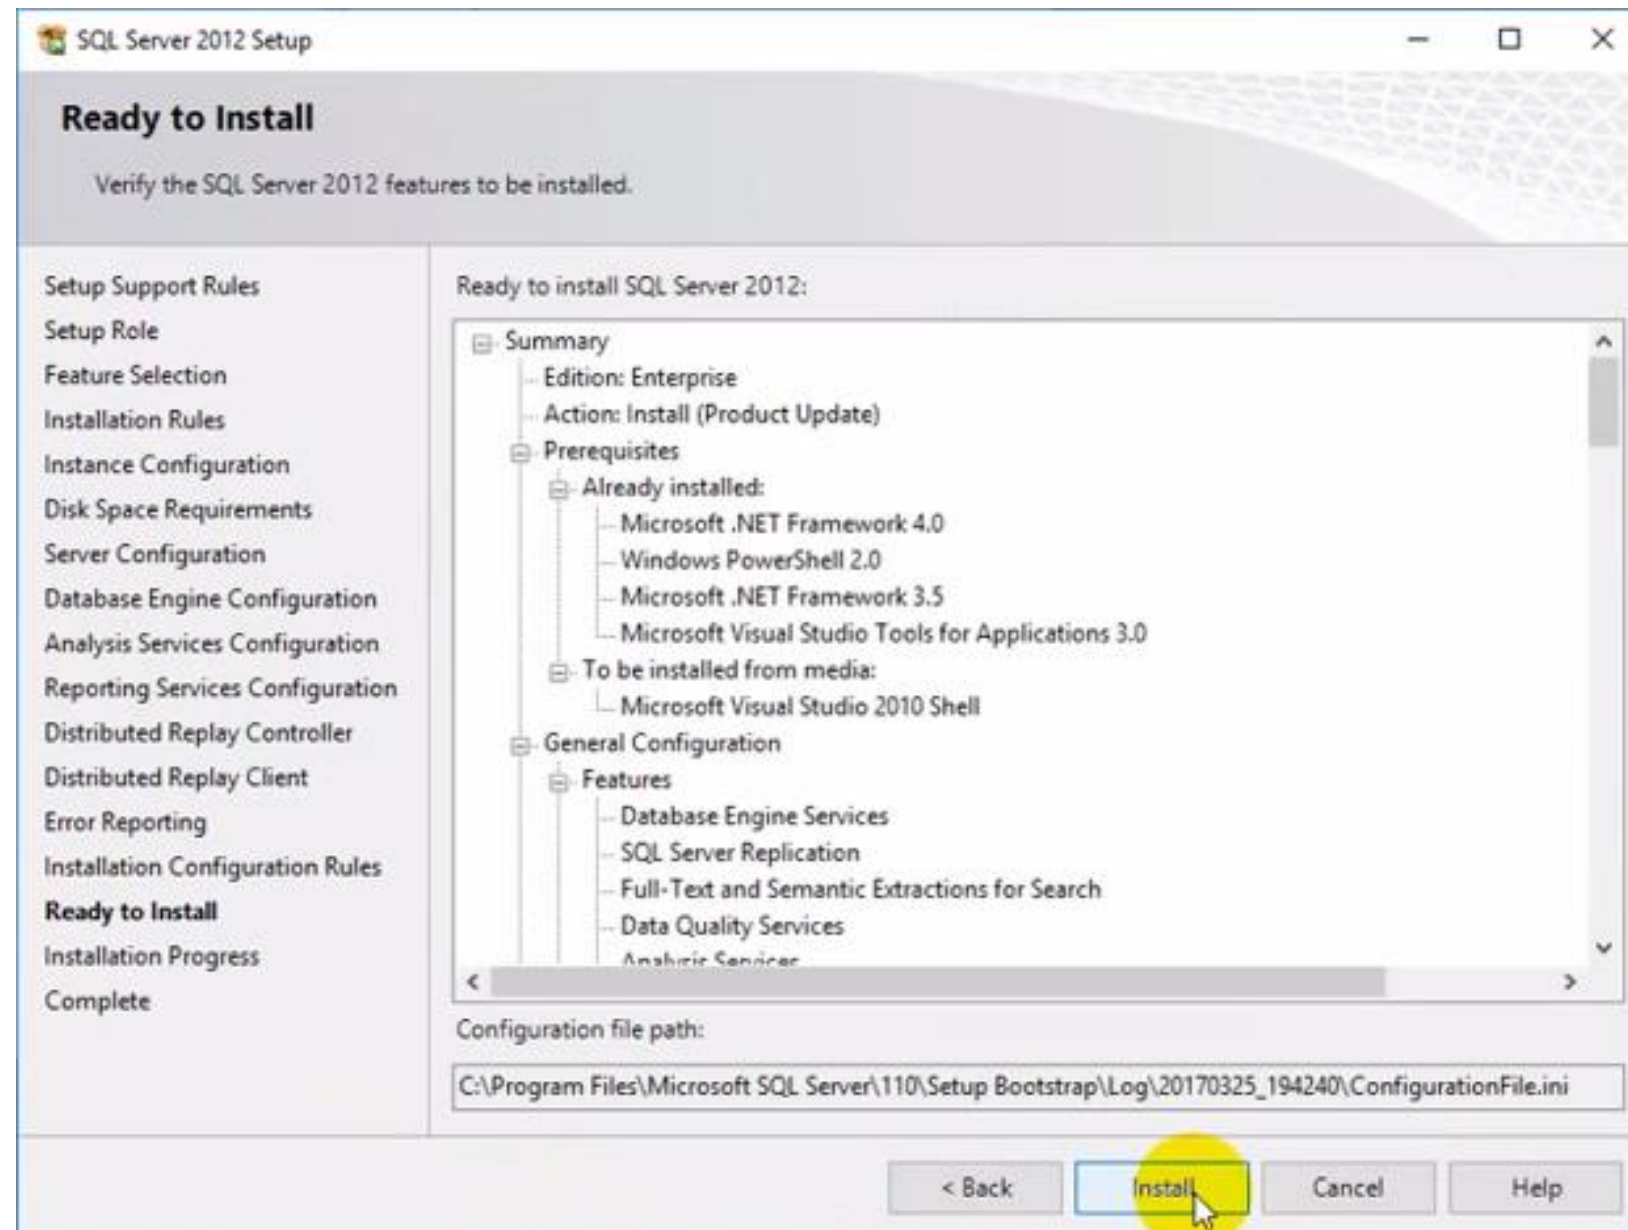 SQL Server 2012 Setup
Ready to Install
Verify the SQL Server 2012 features to be installed.
Setup Support Rules
Setup Role
Feature Selection
Installation Rules
Instance Configuration
Disk Space Requirements
Server Configuration
Database Engine Configuration
Analysis Services Configuration
Reporting Services Configuration
Distributed Replay Controller
Distributed Replay Client
Error Reporting
Installation Configuration Rules
Ready to Install
Installation Progress
Complete
Ready to install SQL Server 2012:
Summary
Edition: Enterprise
Action: Install (Product Update)
Prerequisites
Already installed:
Microsoft .NET Framework 4.0
Windows PowerShell 2.0
Microsoft .NET Framework 3.5
Microsoft Visual Studio Tools for Applications 3.0
To be installed from media:
Microsoft Visual Studio 2010 Shell
General Configuration
Features
Database Engine Services
SQL Server Replication
Full-Text and Semantic Extractions for Search
Data Quality Services
Analysis Services
Configuration file path:
C:\Program Files\Microsoft SQL Server\110\Setup Bootstrap\Log\20170325_194240\ConfigurationFile.ini
< Back
Install
Cancel
Help